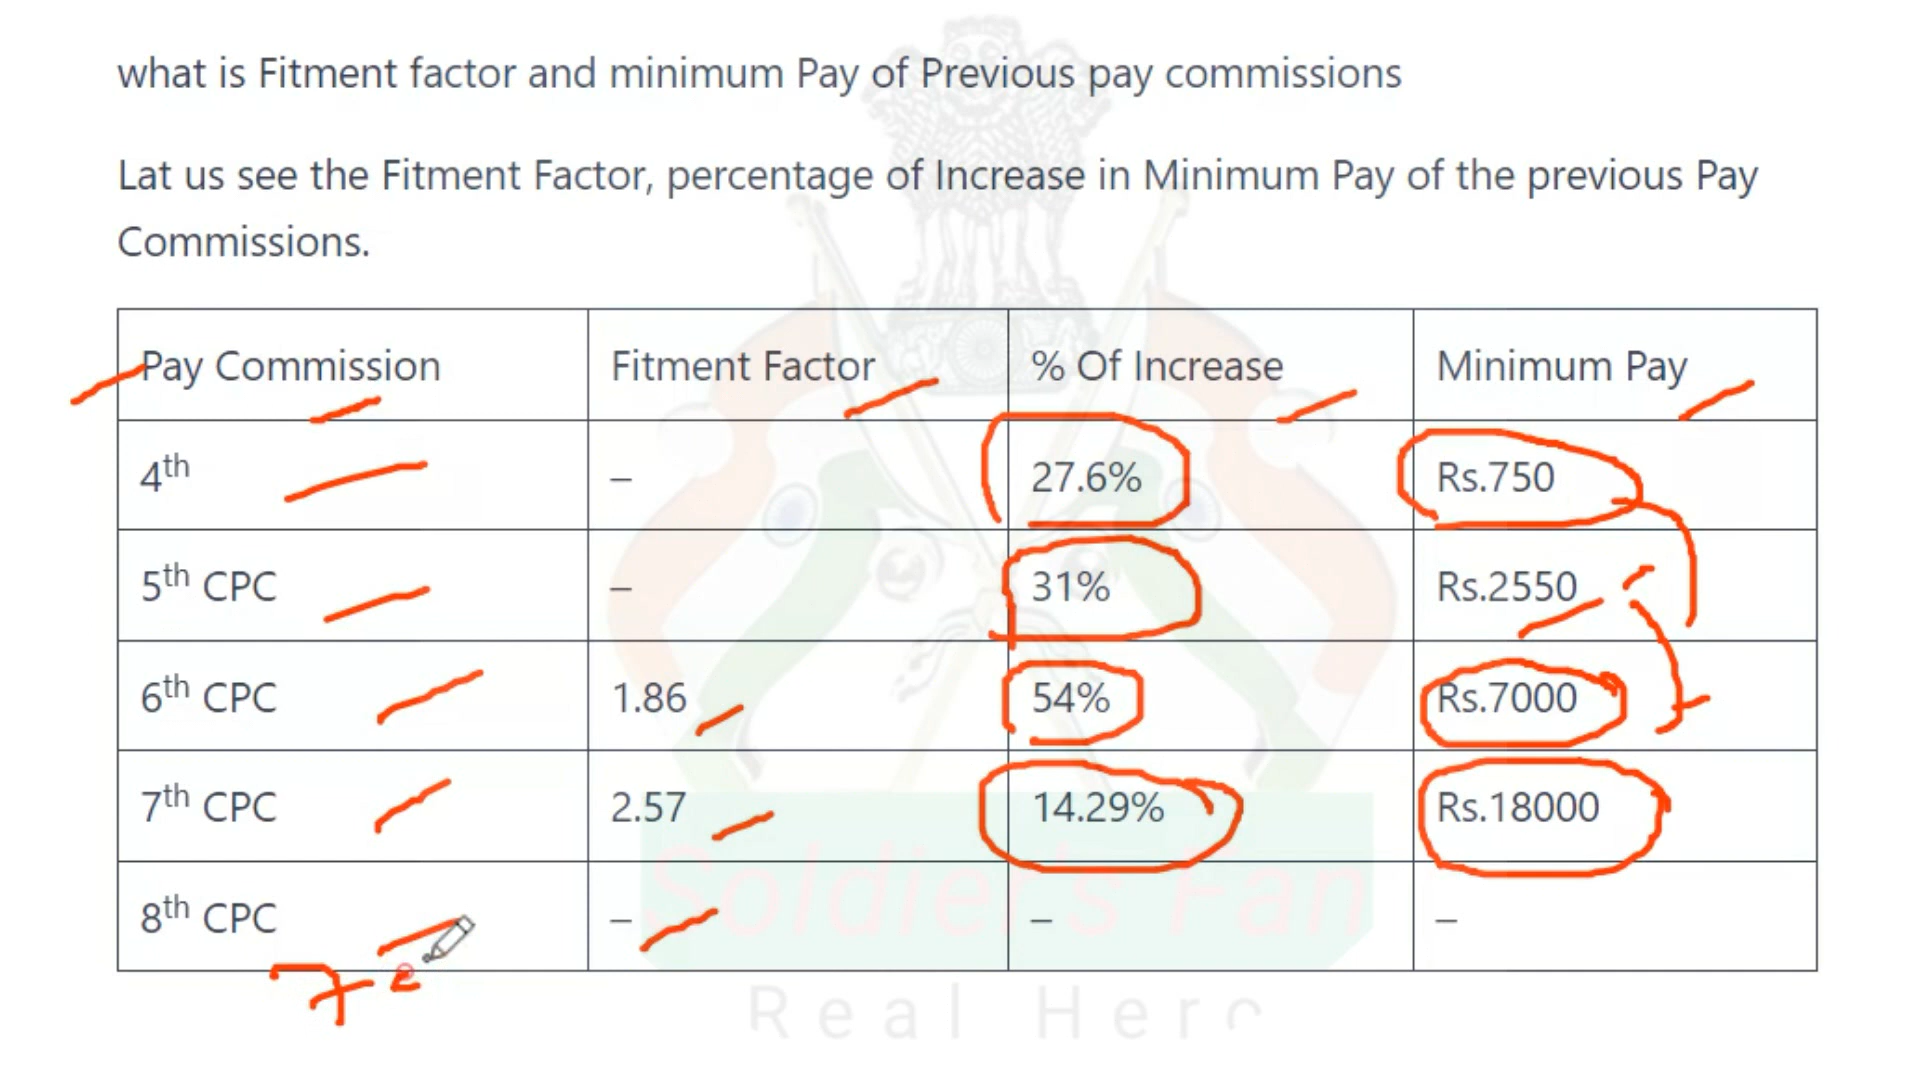 what is Fitment factor and minimum Pay of Previous pay commissions
Lat us see the Fitment Factor, percentage of Increase in Minimum Pay of the previous Pay
Commissions.
Pay Commission Fitment Factor % Of Increase Minimum Pay
4th – 27.6% Rs.750
5th CPC – 31% Rs.2550
6th CPC 1.86 54% Rs.7000
7th CPC 2.57 14.29% Rs.18000
8th CPC – – –
Soldier's Fan
7
Real Hero